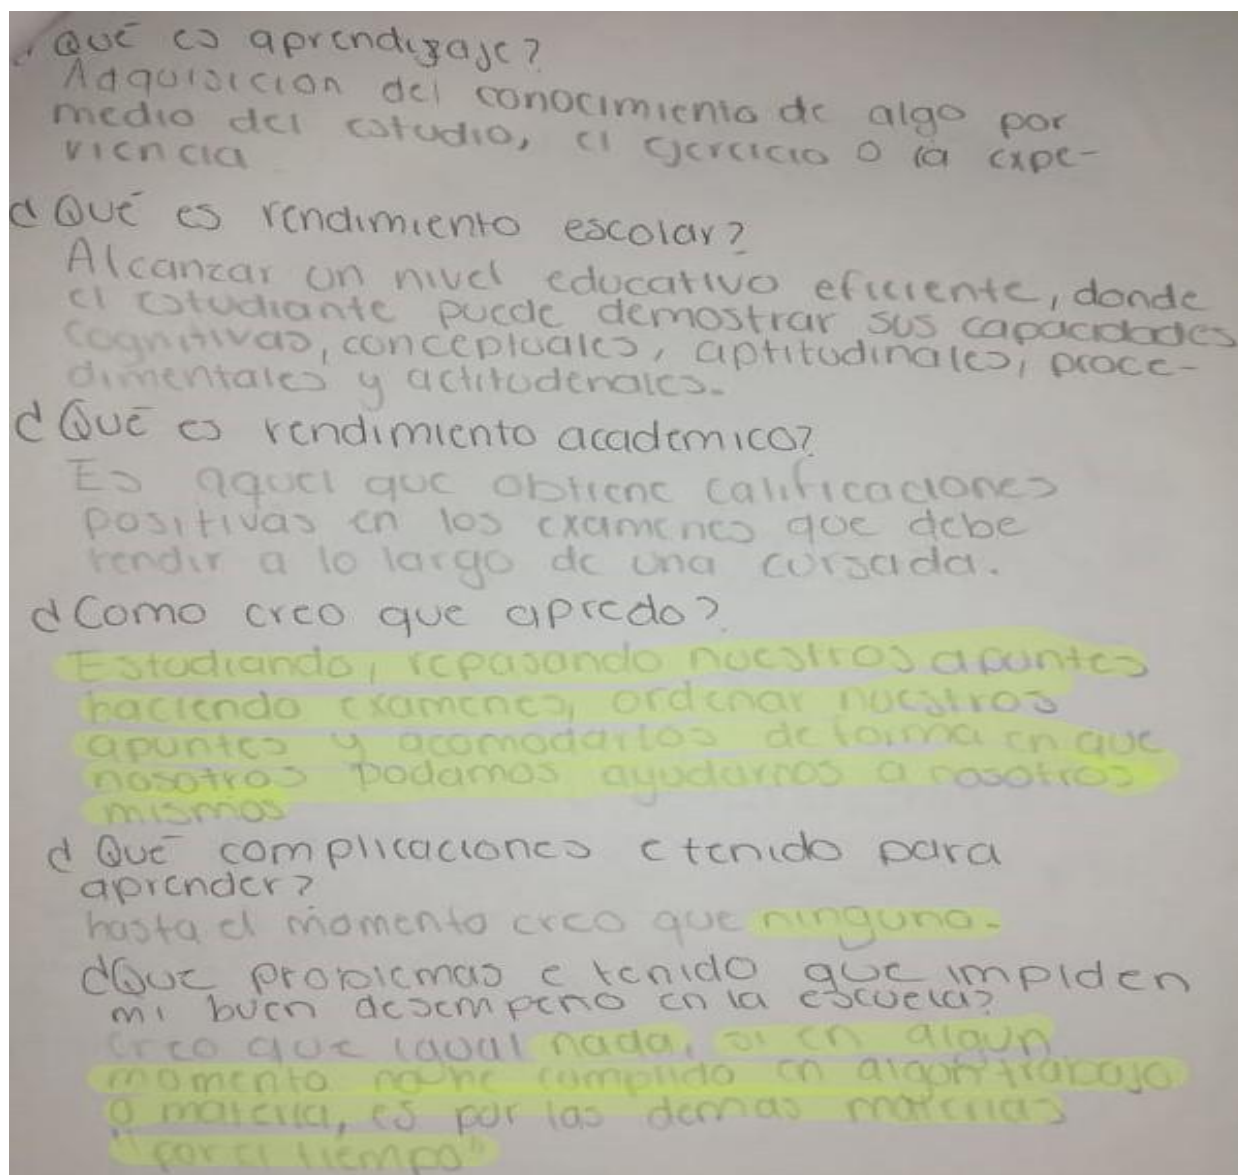 ¿Qué es aprendizaje?
Adquisicion del conocimiento de algo por
medio del estudio, el ejercicio o la expe-
riencia
¿Qué es rendimiento escolar?
Alcanzar un nivel educativo eficiente, donde
el estudiante puede demostrar sus capacidades
cognitivas, conceptuales, aptitudinales, proce-
dimentales y actitudenales.
¿Qué es rendimiento academico?
Es aquel que obtiene calificaciones
positivas en los examenes que debe
rendir a lo largo de una cursada.
¿Como creo que apredo?
Estudiando, repasando nuestros apuntes
haciendo examenes, ordenar nuestros
apuntes y acomodarlos de forma en que
nosotros podamos ayudarnos a nosotros
mismos
¿Qué complicaciones e tenido para
aprender?
hasta el momento creo que ninguno.
¿Que problemas e tenido que impiden
mi buen desempeño en la escuela?
Creo que igual nada, si en algun
momento no he cumplido en algun trabajo
o materia, es por las demas materias
"por el tiempo"